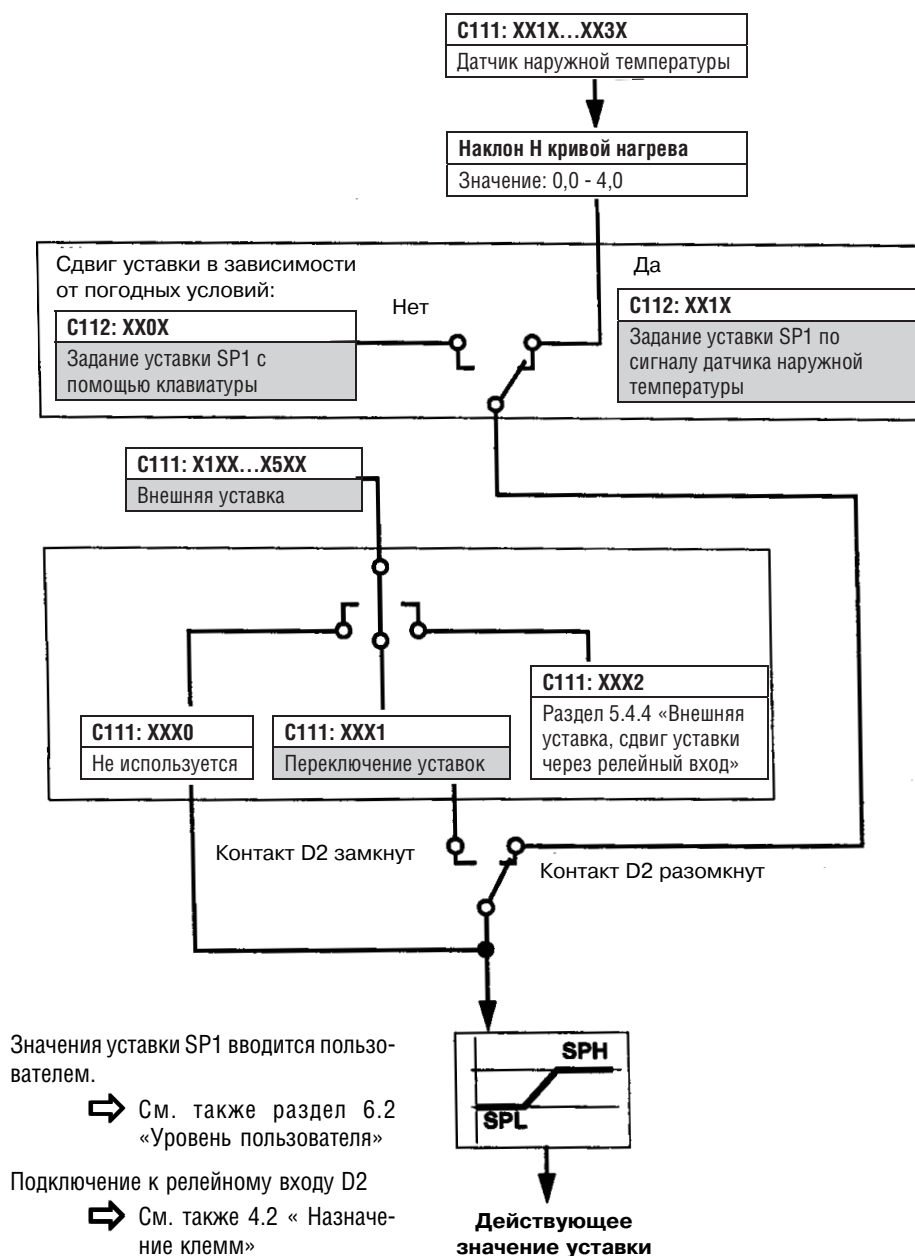 C111: XX1X...XX3X
Датчик наружной температуры
Наклон H кривой нагрева
Значение: 0,0 - 4,0
Сдвиг уставки в зависимости
от погодных условий:
Нет
Да
C112: XX0X
Задание уставки SP1 с
помощью клавиатуры
C112: XX1X
Задание уставки SP1 по
сигналу датчика наружной
температуры
C111: X1XX...X5XX
Внешняя уставка
C111: XXX0
Не используется
C111: XXX1
Переключение уставок
C111: XXX2
Раздел 5.4.4 «Внешняя
уставка, сдвиг уставки
через релейный вход»
Контакт D2 замкнут
Контакт D2 разомкнут
SPH
SPL
Значения уставки SP1 вводится пользо-
вателем.
См. также раздел 6.2
«Уровень пользователя»
Подключение к релейному входу D2
См. также 4.2 « Назначе-
ние клемм»
Действующее
значение уставки